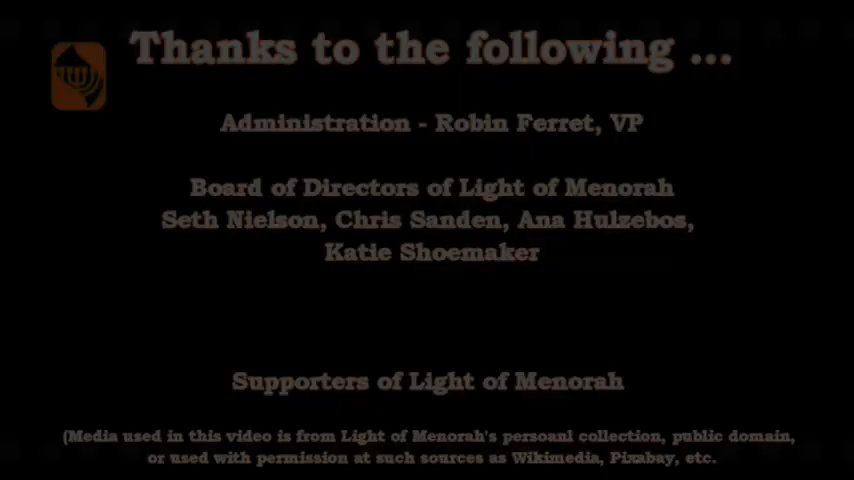 Thanks to the following ...
Administration - Robin Ferret, VP
Board of Directors of Light of Menorah
Seth Nielson, Chris Sanden, Ana Hulzebos,
Katie Shoemaker
Supporters of Light of Menorah
(Media used in this video is from Light of Menorah's persoanl collection, public domain,
or used with permission at such sources as Wikimedia, Pixabay, etc.